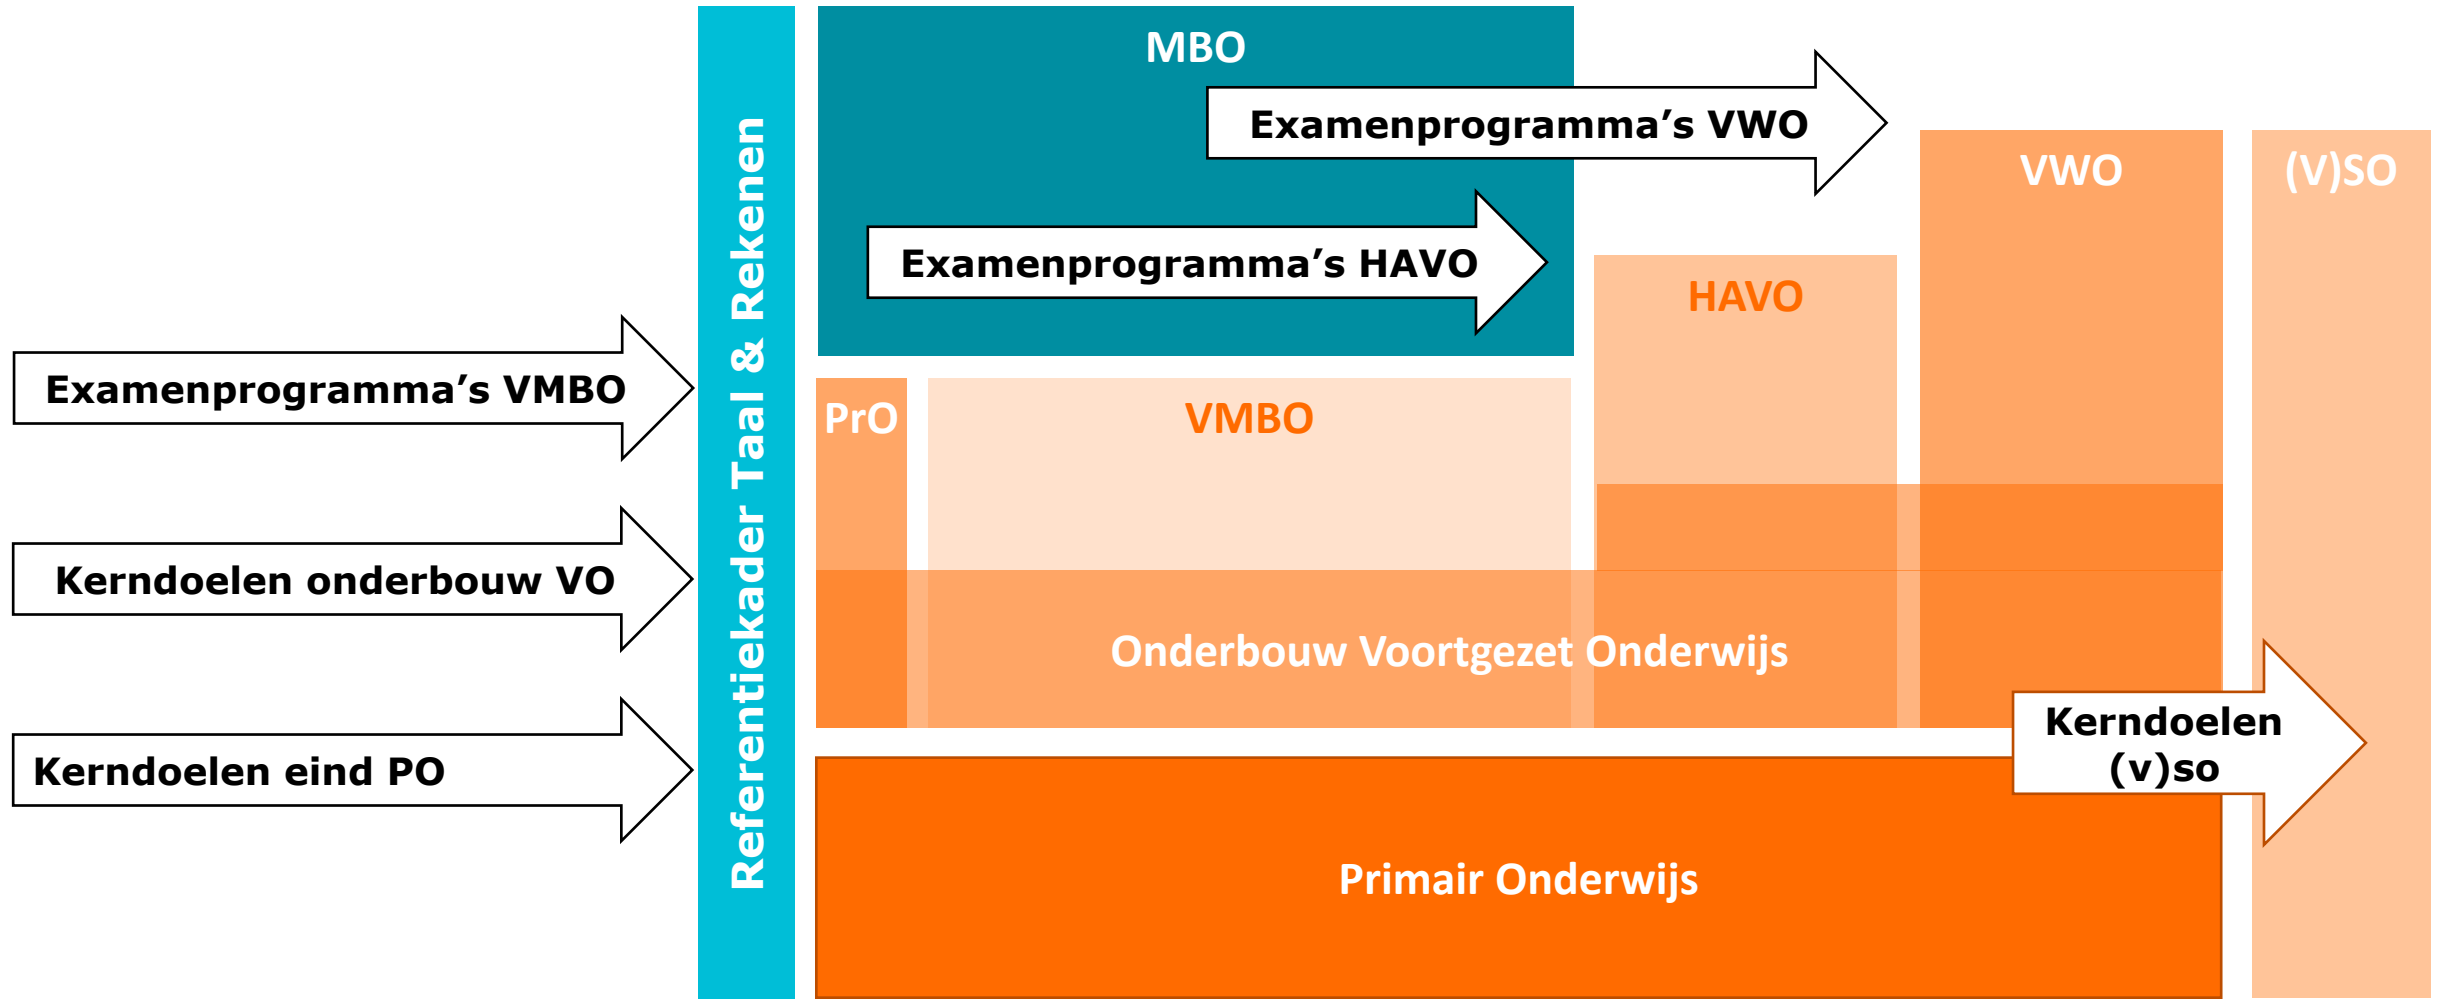 MBO
Examenprogramma’s VWO
VWO
(V)SO
Examenprogramma’s HAVO
HAVO
Examenprogramma’s VMBO
PrO
VMBO
Referentiekader Taal & Rekenen
Kerndoelen onderbouw VO
Onderbouw Voortgezet Onderwijs
Kerndoelen
(v)so
Kerndoelen eind PO
Primair Onderwijs